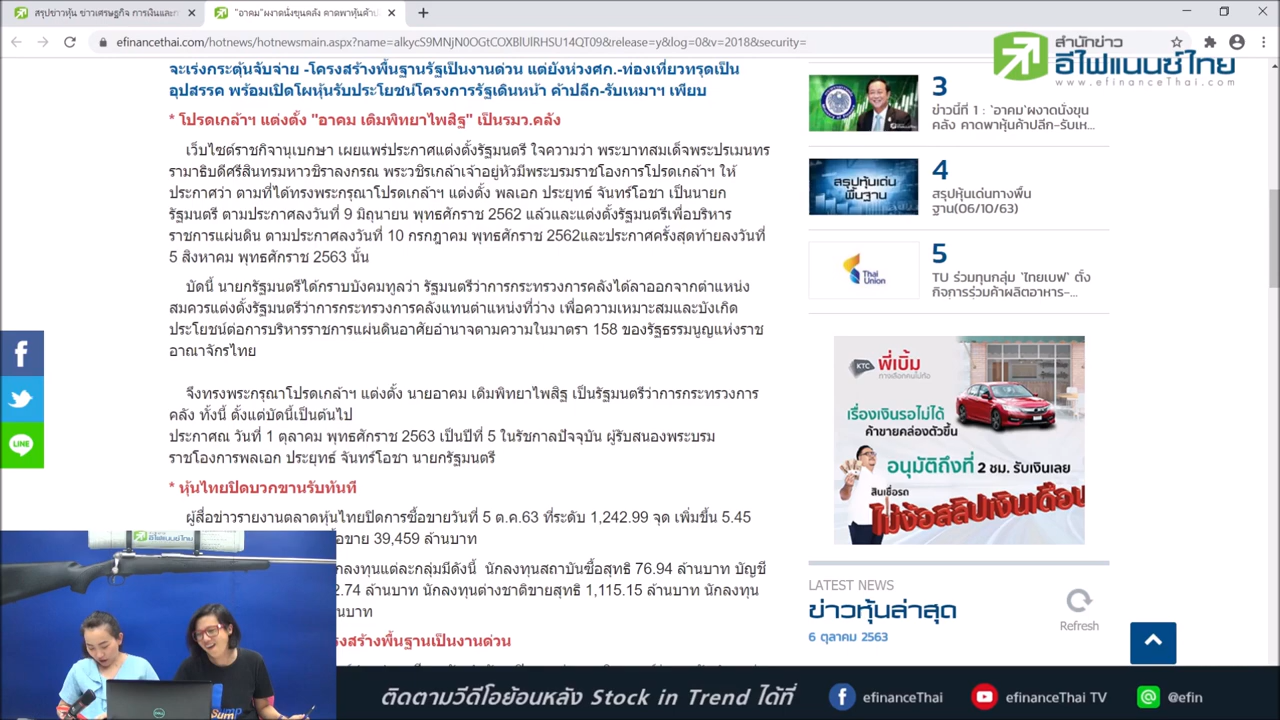 สรุปข่าวหุ้น ข่าวเศรษฐกิจ การเงินและก
"อาคม"ผงาดนั่งขุนคลัง คาดพาหุ้นค้าป
efinancethai.com/hotnews/hotnewsmain.aspx?name=alkycS9MNjN0OGtCOXBlUlRHSU14QT09&release=y&log=0&v=2018&security=
สำนักข่าว
อีไฟแนนซ์ไทย
www.efinanceThai.com
จะเร่งกระตุ้นจับจ่าย -โครงสร้างพื้นฐานรัฐเป็นงานด่วน แต่ยังห่วงศก.-ท่องเที่ยวทรุดเป็น
อุปสรรค พร้อมเปิดโผหุ้นรับประโยชน์โครงการรัฐเดินหน้า ค้าปลีก-รับเหมาฯ เพียบ
* โปรดเกล้าฯ แต่งตั้ง "อาคม เติมพิทยาไพสิฐ" เป็นรมว.คลัง
เว็บไซต์ราชกิจานุเบกษา เผยแพร่ประกาศแต่งตั้งรัฐมนตรี ใจความว่า พระบาทสมเด็จพระปรเมนทร
รามาธิบดีศรีสินทรมหาวชิราลงกรณ พระวชิรเกล้าเจ้าอยู่หัวมีพระบรมราชโองการโปรดเกล้าฯ ให้
ประกาศว่า ตามที่ได้ทรงพระกรุณาโปรดเกล้าฯ แต่งตั้ง พลเอก ประยุทธ์ จันทร์โอชา เป็นนายก
รัฐมนตรี ตามประกาศลงวันที่ 9 มิถุนายน พุทธศักราช 2562 แล้วและแต่งตั้งรัฐมนตรีเพื่อบริหาร
ราชการแผ่นดิน ตามประกาศลงวันที่ 10 กรกฎาคม พุทธศักราช 2562และประกาศครั้งสุดท้ายลงวันที่
5 สิงหาคม พุทธศักราช 2563 นั้น
บัดนี้ นายกรัฐมนตรีได้กราบบังคมทูลว่า รัฐมนตรีว่าการกระทรวงการคลังได้ลาออกจากตำแหน่ง
สมควรแต่งตั้งรัฐมนตรีว่าการกระทรวงการคลังแทนตำแหน่งที่ว่าง เพื่อความเหมาะสมและบังเกิด
ประโยชน์ต่อการบริหารราชการแผ่นดินอาศัยอำนาจตามความในมาตรา 158 ของรัฐธรรมนูญแห่งราช
อาณาจักรไทย
จึงทรงพระกรุณาโปรดเกล้าฯ แต่งตั้ง นายอาคม เติมพิทยาไพสิฐ เป็นรัฐมนตรีว่าการกระทรวงการ
คลัง ทั้งนี้ ตั้งแต่บัดนี้เป็นต้นไป
ประกาศณ วันที่ 1 ตุลาคม พุทธศักราช 2563 เป็นปีที่ 5 ในรัชกาลปัจจุบัน ผู้รับสนองพระบรม
ราชโองการพลเอก ประยุทธ์ จันทร์โอชา นายกรัฐมนตรี
* หุ้นไทยปิดบวกขานรับทันที
ผู้สื่อข่าวรายงานตลาดหุ้นไทยปิดการซื้อขายวันที่ 5 ต.ค.63 ที่ระดับ 1,242.99 จุด เพิ่มขึ้น 5.45
อขาย 39,459 ล้านบาท
กลงทุนแต่ละกลุ่มมีดังนี้ นักลงทุนสถาบันซื้อสุทธิ 76.94 ล้านบาท บัญชี
2.74 ล้านบาท นักลงทุนต่างชาติขายสุทธิ 1,115.15 ล้านบาท นักลงทุน
นบาท
รงสร้างพื้นฐานเป็นงานด่วน
3
ข่าวนี้ที่ 1 : 'อาคม'ผงาดนั่งขุน
คลัง คาดพาหุ้นค้าปลีก-รับเห...
สรุปหุ้นเด่น
พื้นฐาน
4
สรุปหุ้นเด่นทางพื้น
ฐาน(06/10/63)
Thai
Union
5
TU ร่วมทุนกลุ่ม 'ไทยเบฟ' ตั้ง
กิจการร่วมค้าผลิตอาหาร-...
KTC พี่เบิ้ม
เรื่องเงินรอไม่ได้
ค้าขายคล่องตัวขึ้น
อนุมัติถึงที่ 2 ชม. รับเงินเลย
สินเชื่อรถ
ไม่ง้อสลิปเงินเดือน
LATEST NEWS
ข่าวหุ้นล่าสุด
6 ตุลาคม 2563
Refresh
LINE
DELL
ติดตามวีดีโอย้อนหลัง Stock in Trend ได้ที่
efinanceThai
efinanceThai TV
@efin